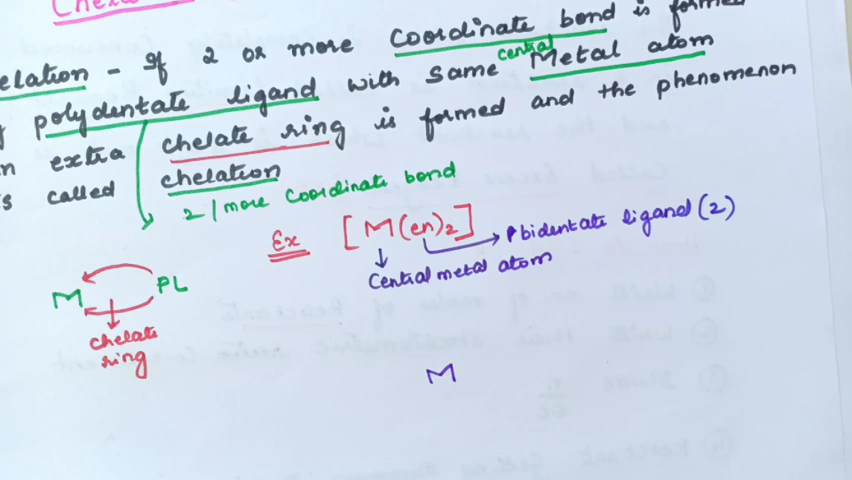 elation - If 2 or more coordinate bond is formed
polydentate ligand with same central Metal atom
extra chelate ring is formed and the phenomenon
is called chelation
2/more coordinate bond
Ex [M(en)2]
bidentate ligand (2)
Central metal atom
M PL
chelate
ring
M